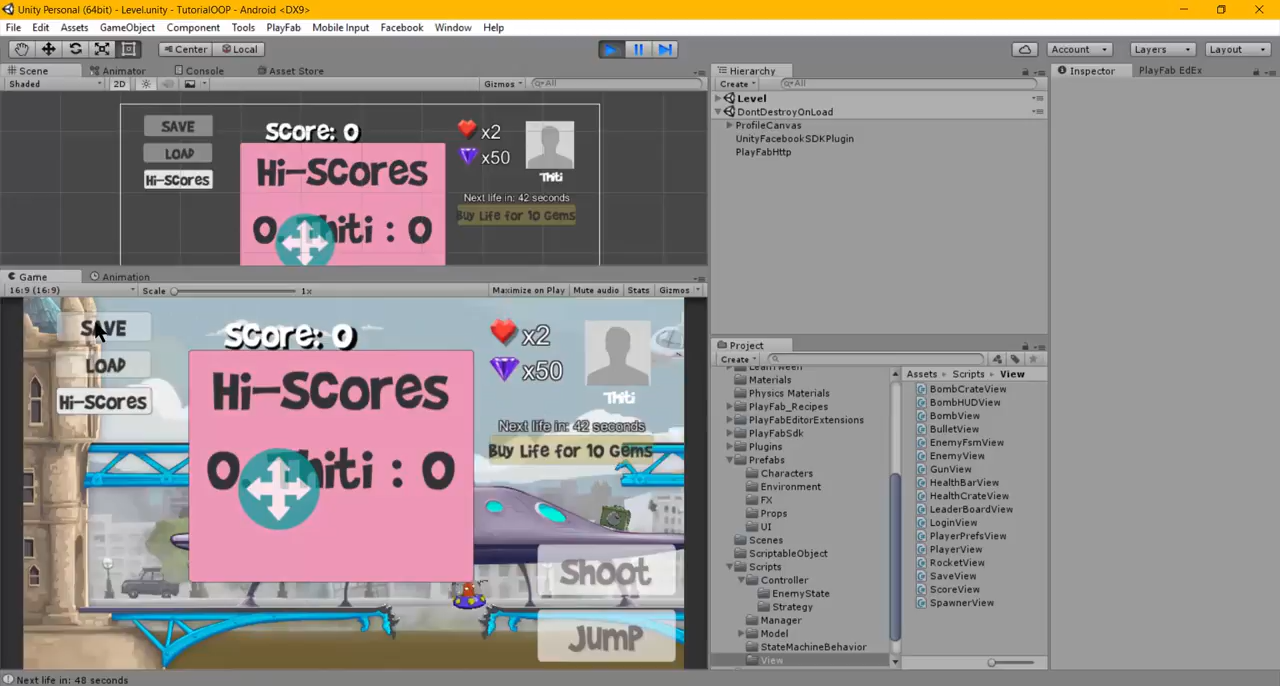 Unity Personal (64bit) - Level.unity - TutorialOOP - Android <DX9>
File Edit Assets GameObject Component Tools PlayFab Mobile Input Facebook Window Help
Center Local Account Layers Layout
Scene Animator Console Asset Store
Shaded 2D Gizmos All
SAVE
LOAD
Hi-Scores
Score: 0
Hi-Scores
x2
x50
Thiti
Next life in: 42 seconds
Buy Life for 10 Gems
Game Animation
16:9 (16:9) Scale 1x Maximize on Play Mute audio Stats Gizmos
SAVE
LOAD
Hi-Scores
Score: 0
Hi-Scores
x2
x50
Thiti
Next life in: 42 seconds
Buy Life for 10 Gems
Shoot
Jump
Next life in: 48 seconds
Hierarchy
Create All
Level
DontDestroyOnLoad
ProfileCanvas
UnityFacebookSDKPlugin
PlayFabHttp
Project
Create
LeanTween
Materials
Physics Materials
PlayFab_Recipes
PlayFabEditorExtensions
PlayFabSdk
Plugins
Prefabs
Characters
Environment
FX
Props
UI
Scenes
ScriptableObject
Scripts
Controller
EnemyState
Strategy
Manager
Model
StateMachineBehavior
View
Assets Scripts View
BombCrateView
BombHUDView
BombView
BulletView
EnemyFsmView
EnemyView
GunView
HealthBarView
HealthCrateView
LeaderBoardView
LoginView
PlayerPrefsView
PlayerView
RocketView
SaveView
ScoreView
SpawnerView
Inspector PlayFab EdEx